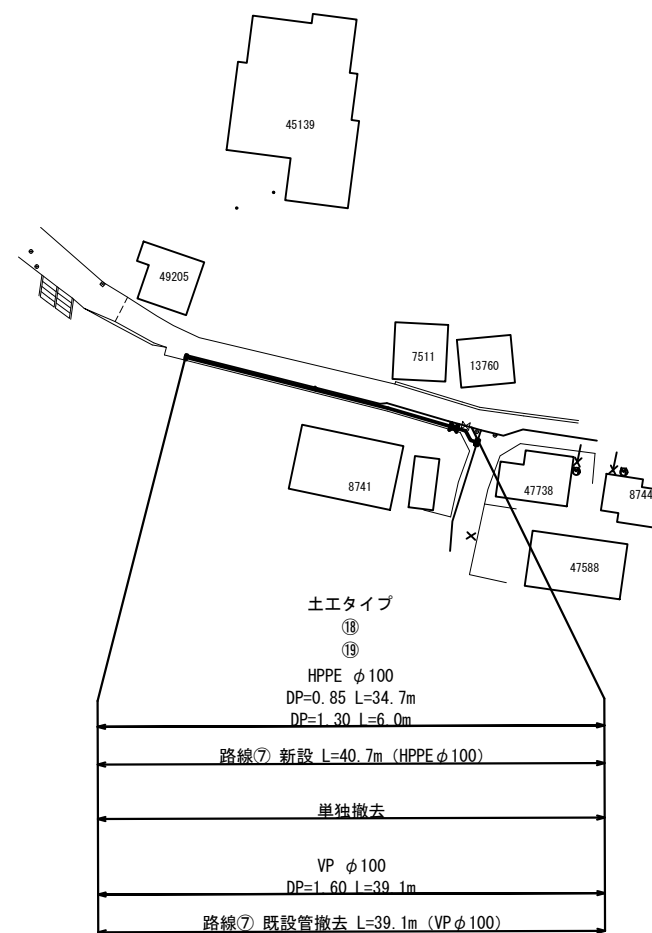 45139
49205
7511
13760
8741
47738
8744
47588
土工タイプ
⑱
⑲
HPPE φ100
DP=0.85 L=34.7m
DP=1.30 L=6.0m
路線⑦ 新設 L=40.7m (HPPEφ100)
単独撤去
VP φ100
DP=1.60 L=39.1m
路線⑦ 既設管撤去 L=39.1m (VPφ100)